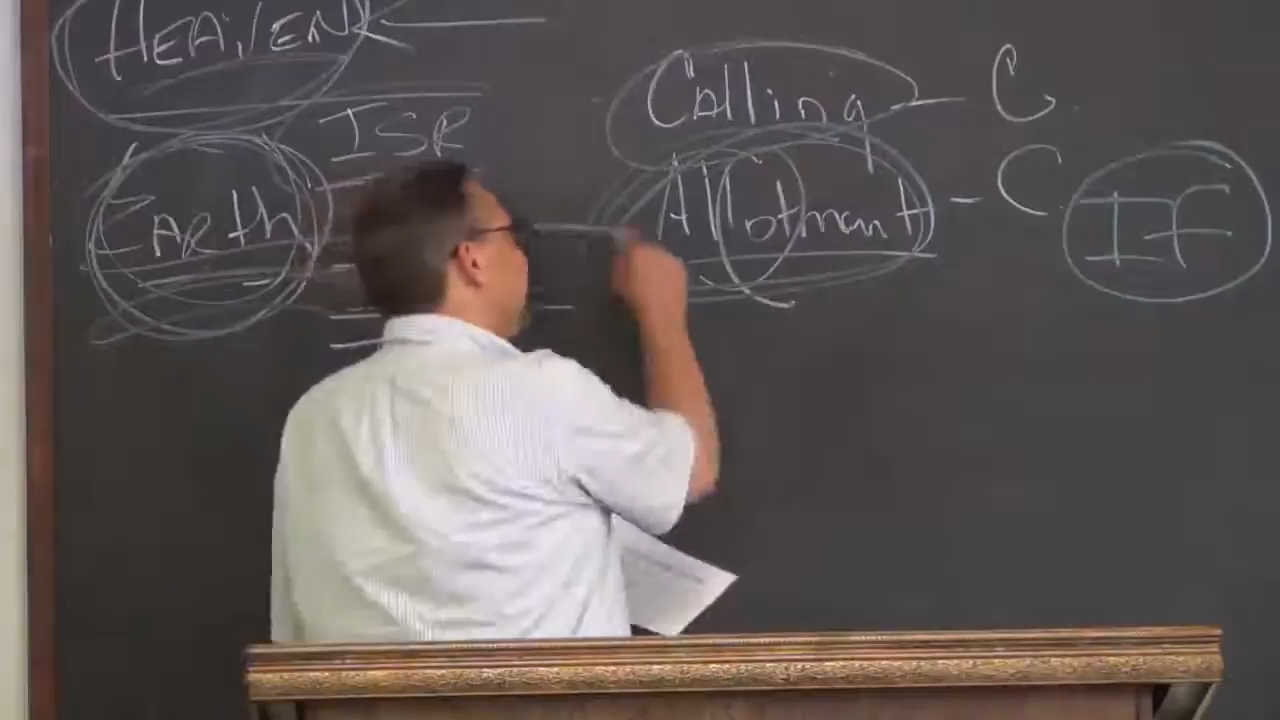 HEAVEN
Calling - C
ISR
EARth
Allotment - C
IF